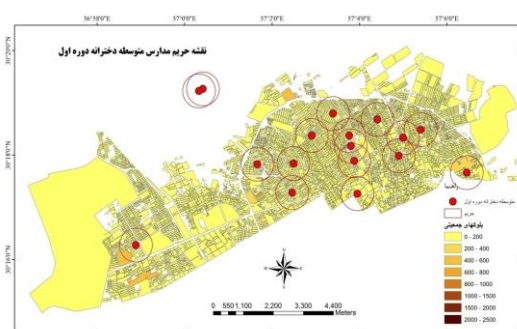 56°58'0"E 57°0'0"E 57°2'0"E 57°4'0"E 57°6'0"E
30°20'0"N
30°18'0"N
30°16'0"N
نقشه حریم مدارس متوسطه دخترانه دوره اول
راهنما
متوسطه دخترانه دوره اول
حریم
بلوکهای جمعیتی
0 - 200
200 - 400
400 - 600
600 - 800
800 - 1000
1000 - 1500
1500 - 2000
2000 - 2500
0 550 1,100 2,200 3,300 4,400
Meters